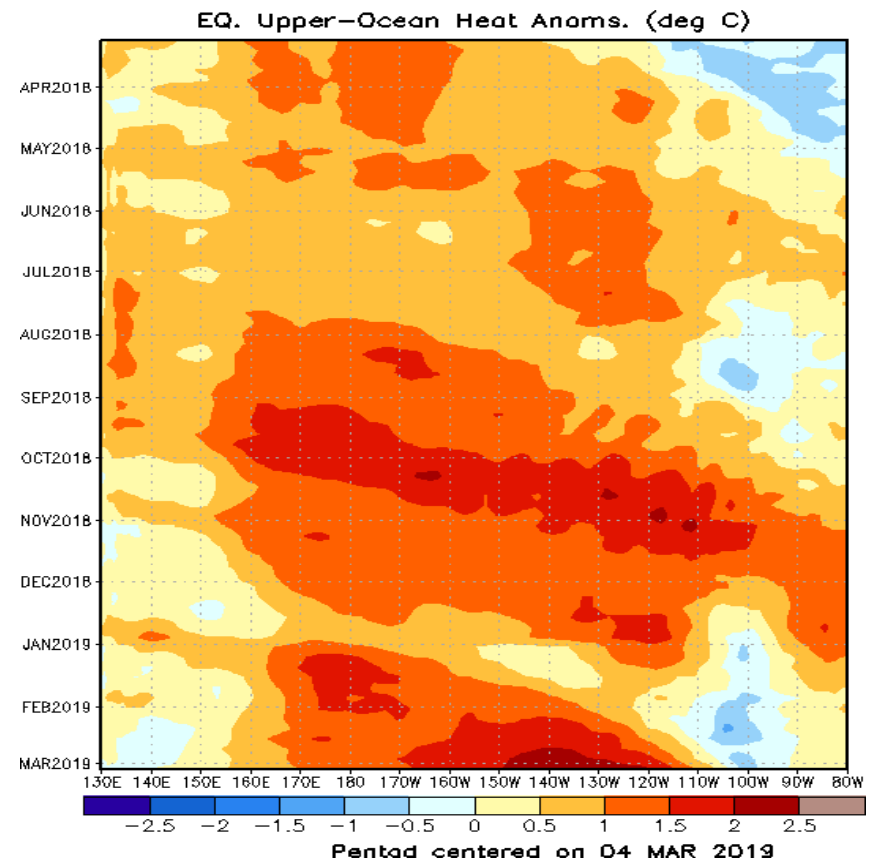 EQ. Upper-Ocean Heat Anoms. (deg C)
APR2018
MAY2018
JUN2018
JUL2018
AUG2018
SEP2018
OCT2018
NOV2018
DEC2018
JAN2019
FEB2019
MAR2019
130E 140E 150E 160E 170E 180 170W 160W 150W 140W 130W 120W 110W 100W 90W 80W
-2.5 -2 -1.5 -1 -0.5 0 0.5 1 1.5 2 2.5
Pentad centered on 04 MAR 2019